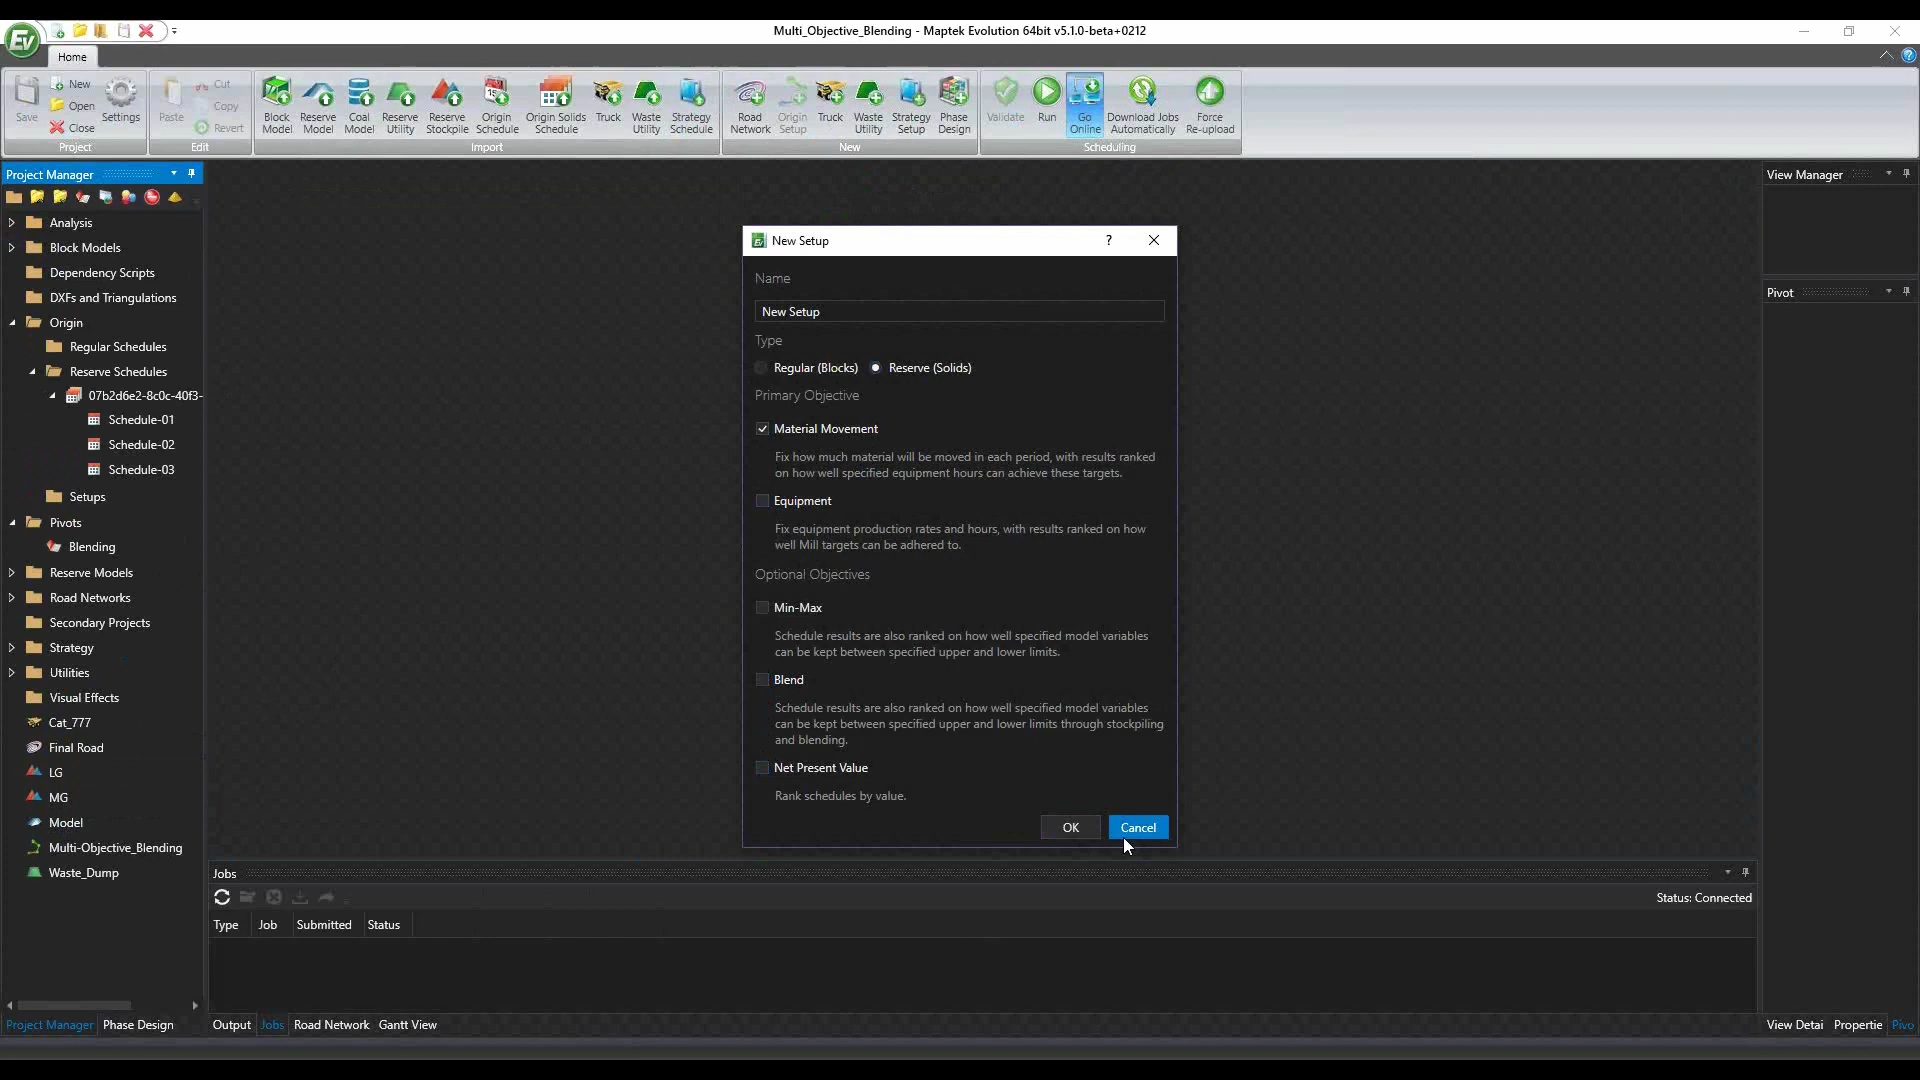 Multi_Objective_Blending - Maptek Evolution 64bit v5.1.0-beta+0212
Home
Save
New
Open
Close
Settings
Project
Paste
Cut
Copy
Revert
Edit
Block Model
Reserve Model
Coal Model
Reserve Utility
Reserve Stockpile
Origin Schedule
Origin Solids Schedule
Truck
Waste Utility
Strategy Schedule
Import
Road Network
Origin Setup
Truck
Waste Utility
Strategy Setup
Phase Design
New
Validate
Run
Go Online
Download Jobs Automatically
Force Re-upload
Scheduling
Project Manager
Analysis
Block Models
Dependency Scripts
DXFs and Triangulations
Origin
Regular Schedules
Reserve Schedules
07b2d6e2-8c0c-40f3-
Schedule-01
Schedule-02
Schedule-03
Setups
Pivots
Blending
Reserve Models
Road Networks
Secondary Projects
Strategy
Utilities
Visual Effects
Cat_777
Final Road
LG
MG
Model
Multi-Objective_Blending
Waste_Dump
Project Manager
Phase Design
New Setup
?
Name
New Setup
Type
Regular (Blocks)
Reserve (Solids)
Primary Objective
Material Movement
Fix how much material will be moved in each period, with results ranked
on how well specified equipment hours can achieve these targets.
Equipment
Fix equipment production rates and hours, with results ranked on how
well Mill targets can be adhered to.
Optional Objectives
Min-Max
Schedule results are also ranked on how well specified model variables
can be kept between specified upper and lower limits.
Blend
Schedule results are also ranked on how well specified model variables
can be kept between specified upper and lower limits through stockpiling
and blending.
Net Present Value
Rank schedules by value.
OK
Cancel
Jobs
Status: Connected
Type
Job
Submitted
Status
Output
Jobs
Road Network
Gantt View
View Manager
Pivot
View Detai
Propertie
Pivo